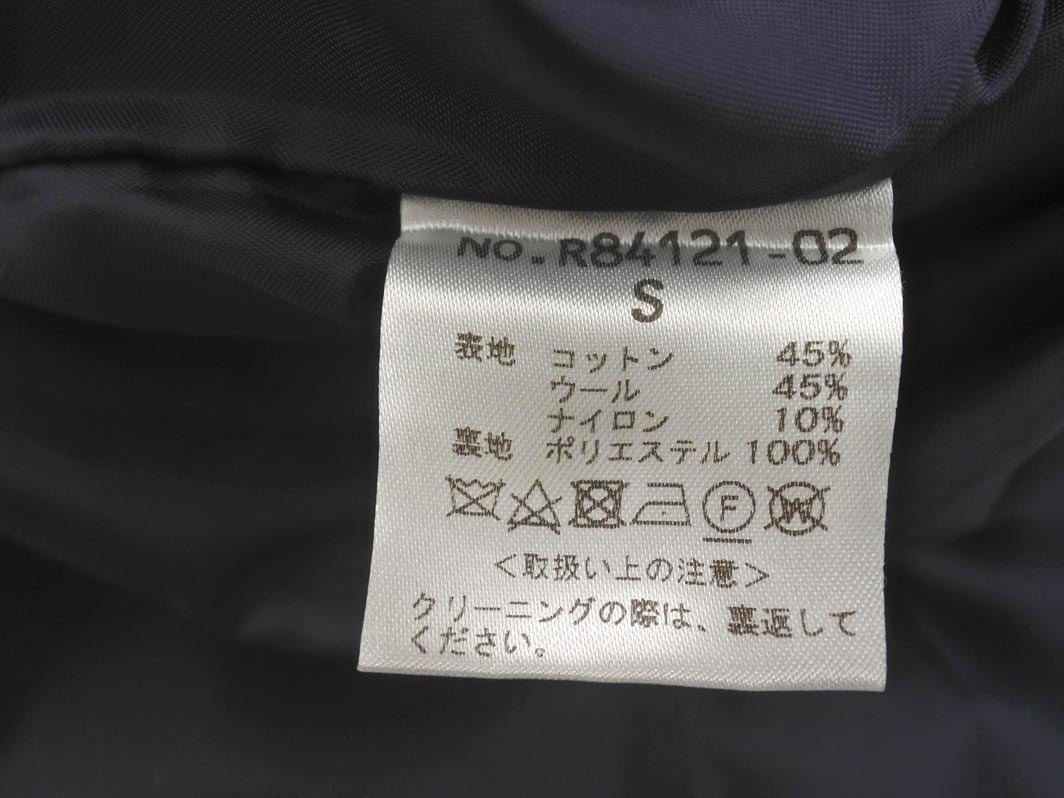 NO. R84121-02
S
表地 コットン 45%
ウール 45%
ナイロン 10%
裏地 ポリエステル 100%
F W
<取扱い上の注意>
クリーニングの際は、裏返して
ください。